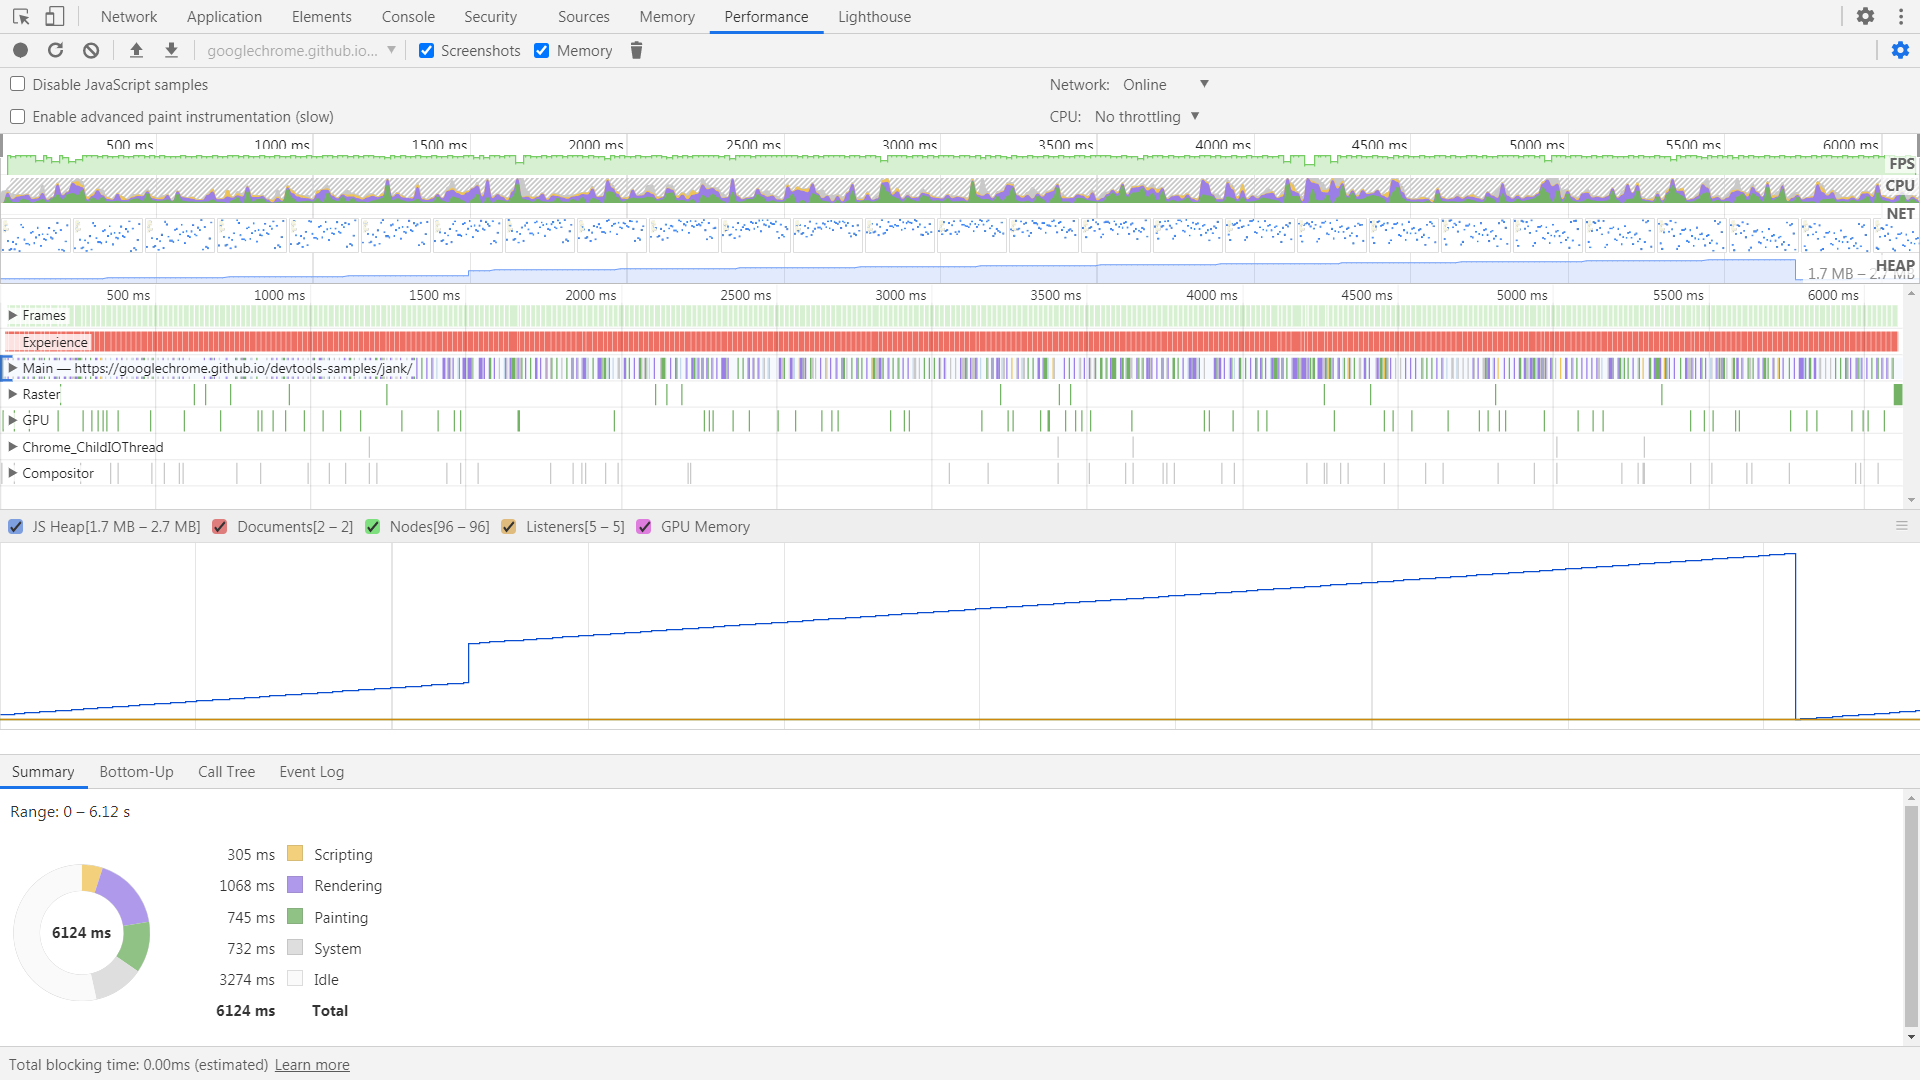 Network Application Elements Console Security Sources Memory Performance Lighthouse
googlechrome.github.io... Screenshots Memory
Disable JavaScript samples Network: Online
Enable advanced paint instrumentation (slow) CPU: No throttling
500 ms 1000 ms 1500 ms 2000 ms 2500 ms 3000 ms 3500 ms 4000 ms 4500 ms 5000 ms 5500 ms 6000 ms
FPS
CPU
NET
HEAP
1.7 MB – 2.7 MB
500 ms 1000 ms 1500 ms 2000 ms 2500 ms 3000 ms 3500 ms 4000 ms 4500 ms 5000 ms 5500 ms 6000 ms
Frames
Experience
Main — https://googlechrome.github.io/devtools-samples/jank/
Raster
GPU
Chrome_ChildIOThread
Compositor
JS Heap[1.7 MB – 2.7 MB] Documents[2 – 2] Nodes[96 – 96] Listeners[5 – 5] GPU Memory
Summary Bottom-Up Call Tree Event Log
Range: 0 – 6.12 s
6124 ms
305 ms Scripting
1068 ms Rendering
745 ms Painting
732 ms System
3274 ms Idle
6124 ms Total
Total blocking time: 0.00ms (estimated) Learn more